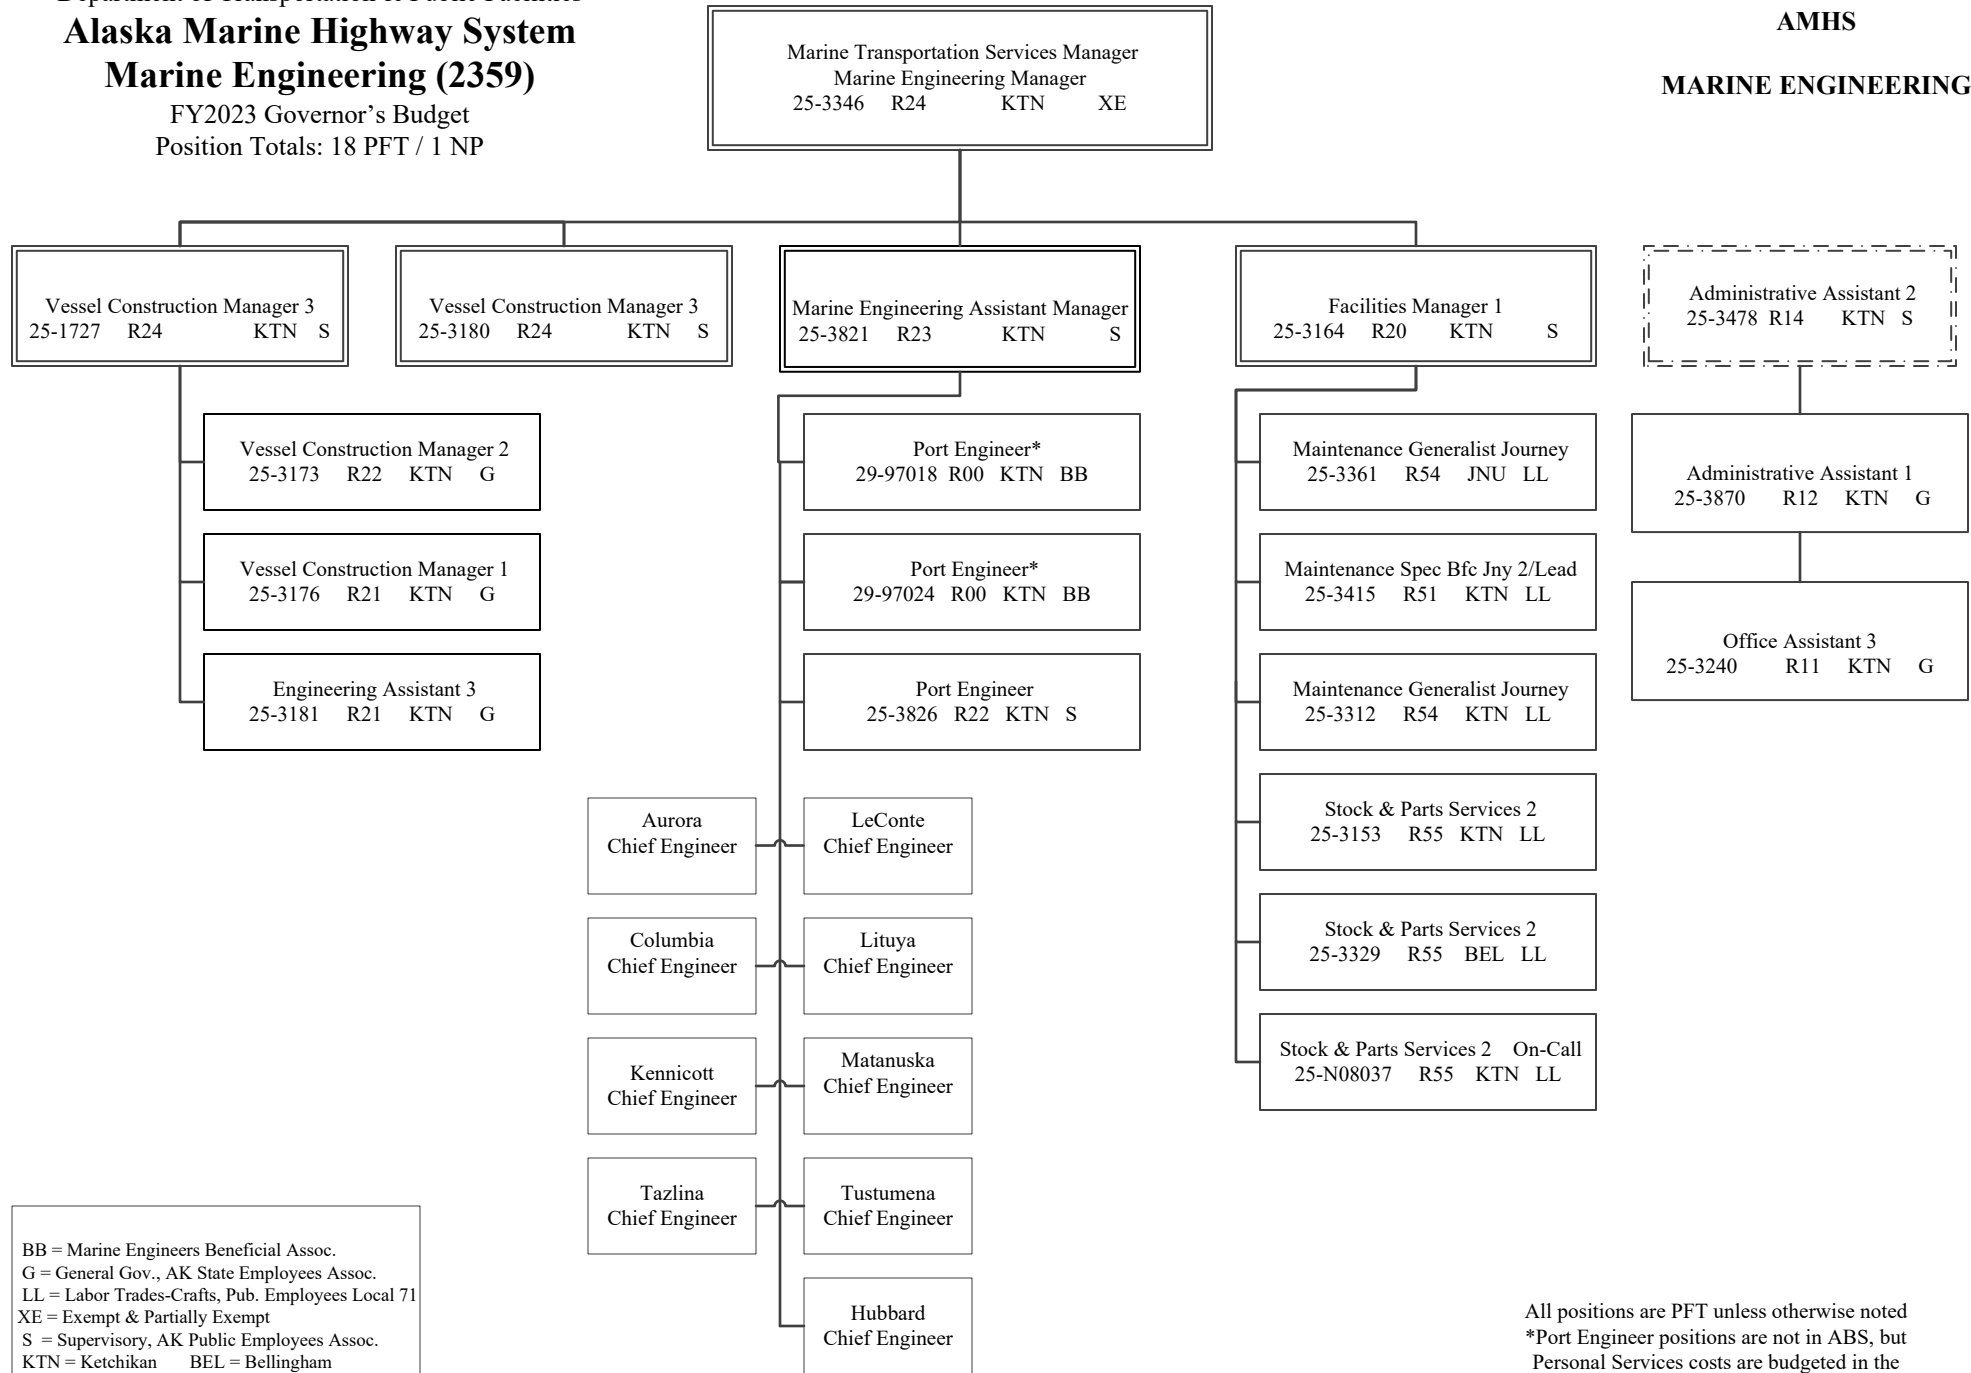 Department of Transportation & Public Facilities
Alaska Marine Highway System
Marine Engineering (2359)
FY2023 Governor's Budget
Position Totals: 18 PFT / 1 NP
Marine Transportation Services Manager
Marine Engineering Manager
25-3346 R24 KTN XE
AMHS
MARINE ENGINEERING
Vessel Construction Manager 3
25-1727 R24 KTN S
Vessel Construction Manager 3
25-3180 R24 KTN S
Marine Engineering Assistant Manager
25-3821 R23 KTN S
Facilities Manager 1
25-3164 R20 KTN S
Administrative Assistant 2
25-3478 R14 KTN S
Vessel Construction Manager 2
25-3173 R22 KTN G
Vessel Construction Manager 1
25-3176 R21 KTN G
Engineering Assistant 3
25-3181 R21 KTN G
Port Engineer*
29-97018 R00 KTN BB
Port Engineer*
29-97024 R00 KTN BB
Port Engineer
25-3826 R22 KTN S
Aurora
Chief Engineer
LeConte
Chief Engineer
Columbia
Chief Engineer
Lituya
Chief Engineer
Kennicott
Chief Engineer
Matanuska
Chief Engineer
Tazlina
Chief Engineer
Tustumena
Chief Engineer
Hubbard
Chief Engineer
Maintenance Generalist Journey
25-3361 R54 JNU LL
Maintenance Spec Bfc Jny 2/Lead
25-3415 R51 KTN LL
Maintenance Generalist Journey
25-3312 R54 KTN LL
Stock & Parts Services 2
25-3153 R55 KTN LL
Stock & Parts Services 2
25-3329 R55 BEL LL
Stock & Parts Services 2 On-Call
25-N08037 R55 KTN LL
Administrative Assistant 1
25-3870 R12 KTN G
Office Assistant 3
25-3240 R11 KTN G
BB = Marine Engineers Beneficial Assoc.
G = General Gov., AK State Employees Assoc.
LL = Labor Trades-Crafts, Pub. Employees Local 71
XE = Exempt & Partially Exempt
S = Supervisory, AK Public Employees Assoc.
KTN = Ketchikan BEL = Bellingham
All positions are PFT unless otherwise noted
*Port Engineer positions are not in ABS, but
Personal Services costs are budgeted in the